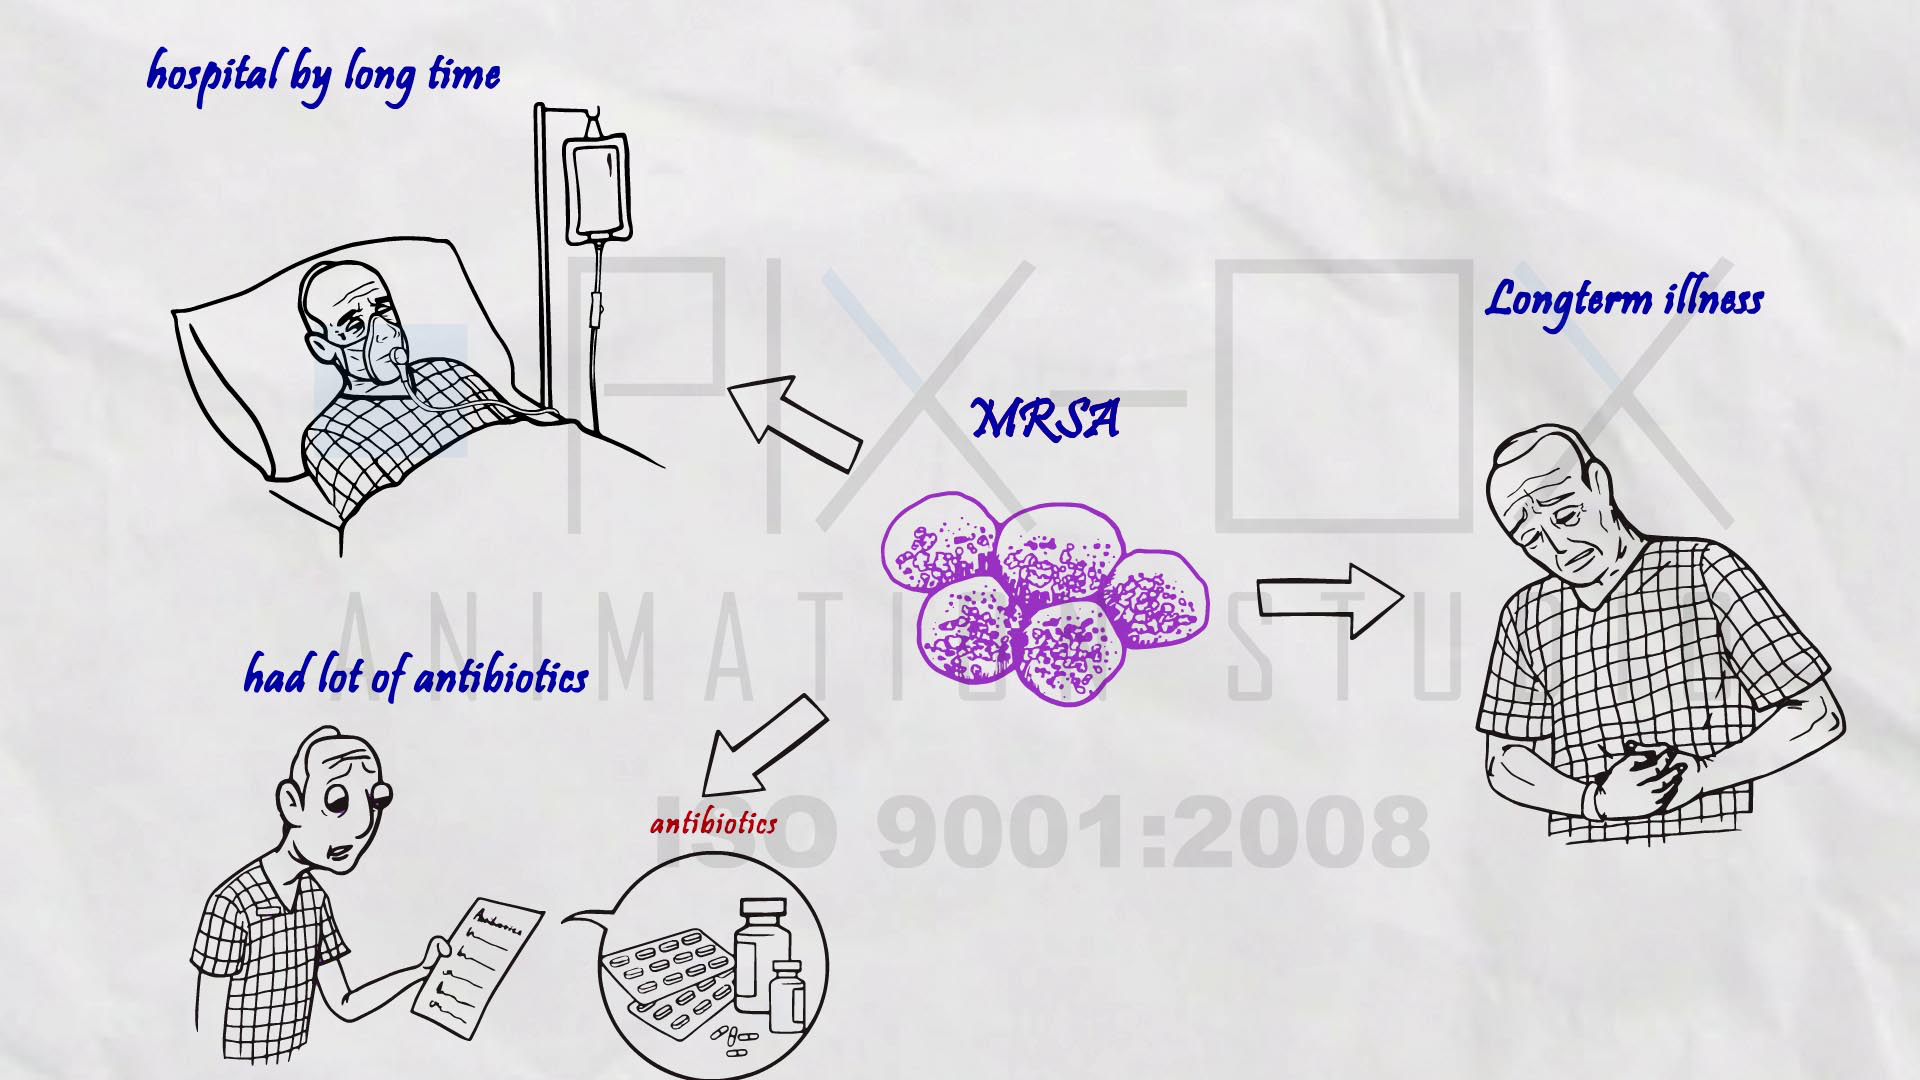 hospital by long time
PIX-OX
Longterm illness
MRSA
ANIMATION STUDIO
had lot of antibiotics
antibiotics
ISO 9001:2008
Antibiotics